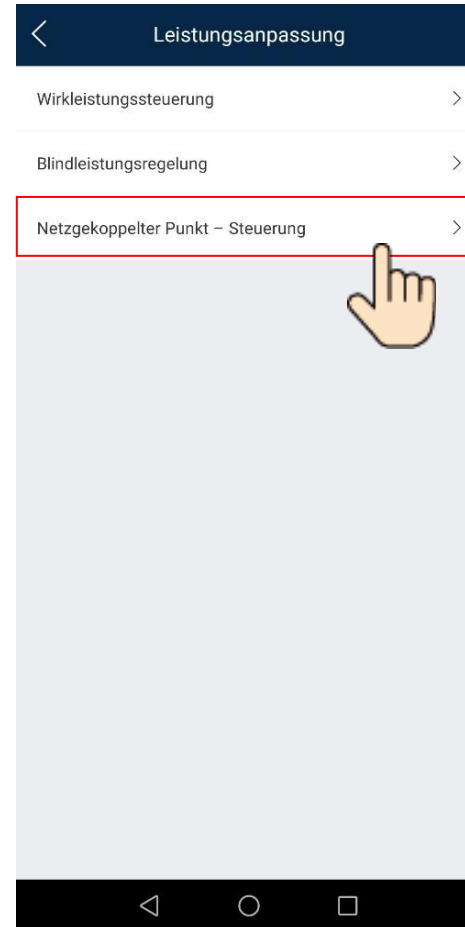 Leistungsanpassung
Wirkleistungssteuerung
Blindleistungsregelung
Netzgekoppelter Punkt – Steuerung